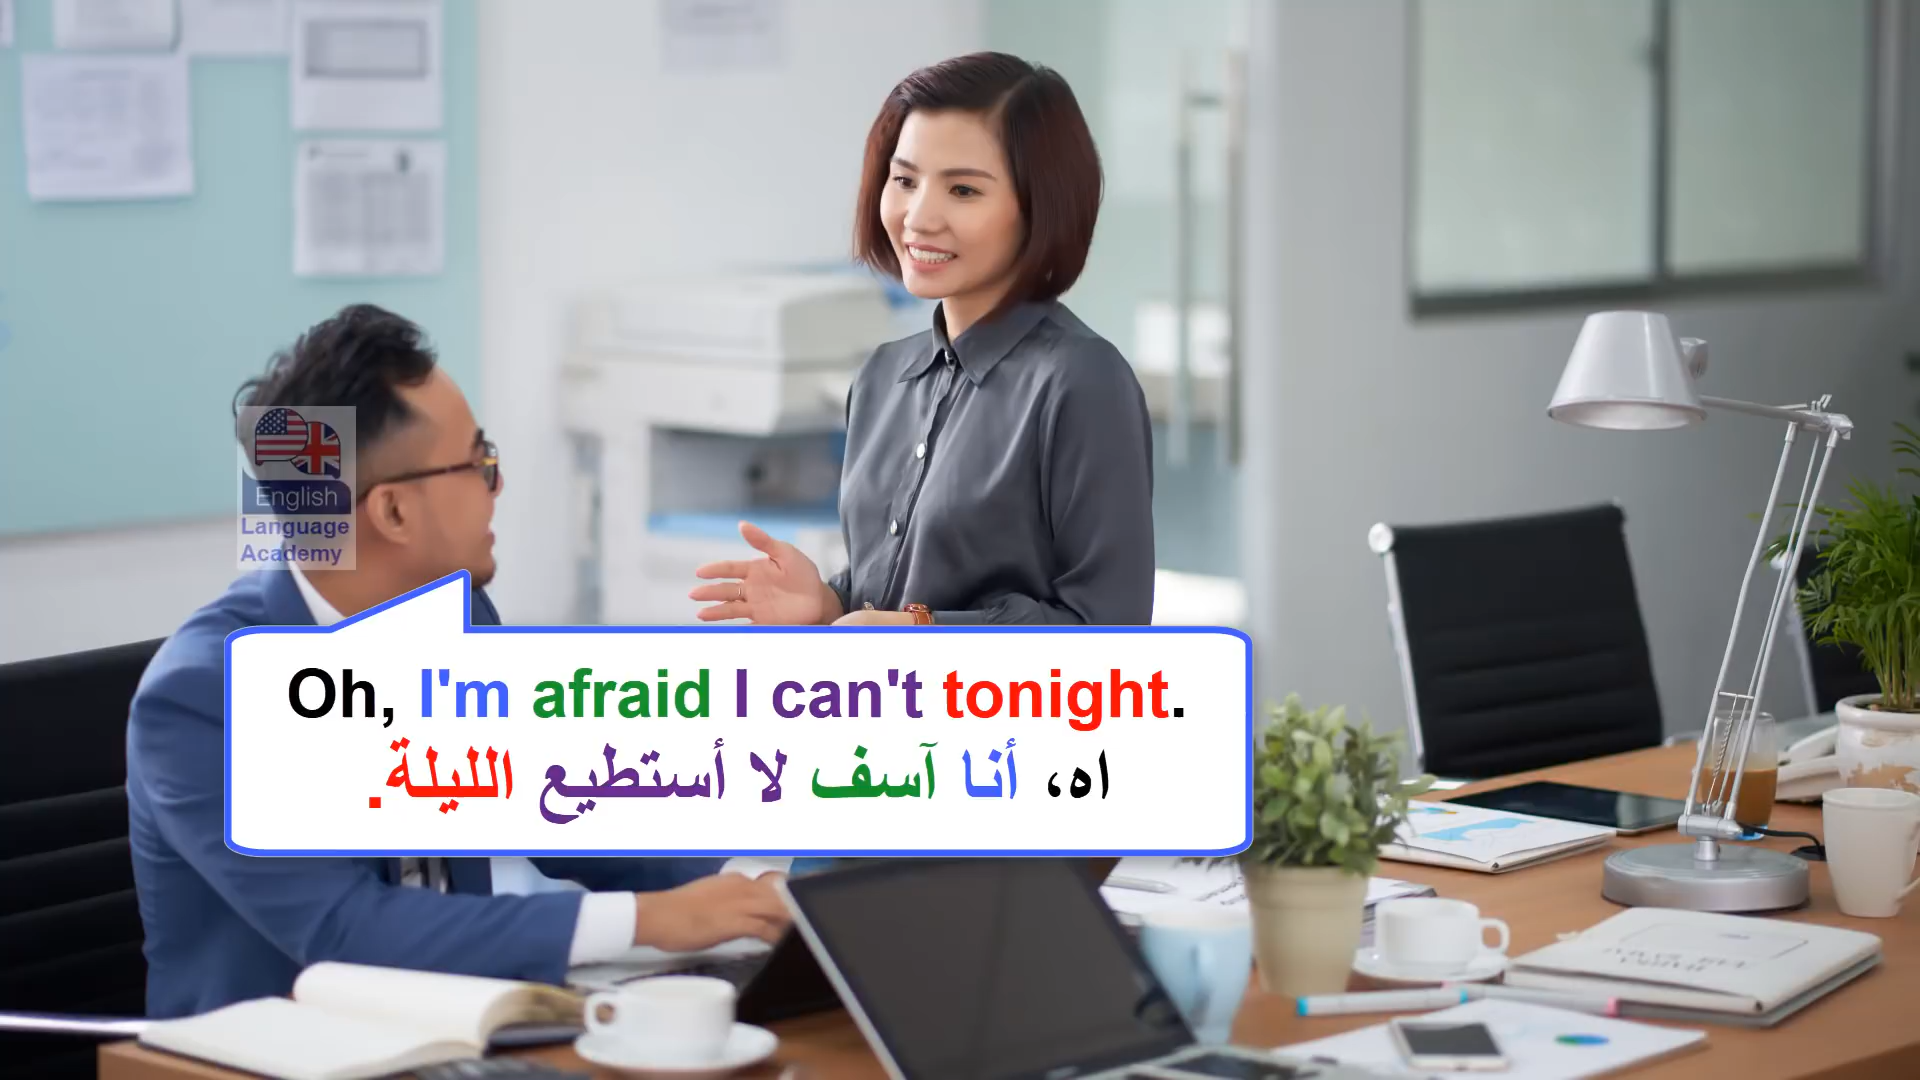 English
Language
Academy
Oh, I'm afraid I can't tonight.
اه، أنا آسف لا أستطيع الليلة.